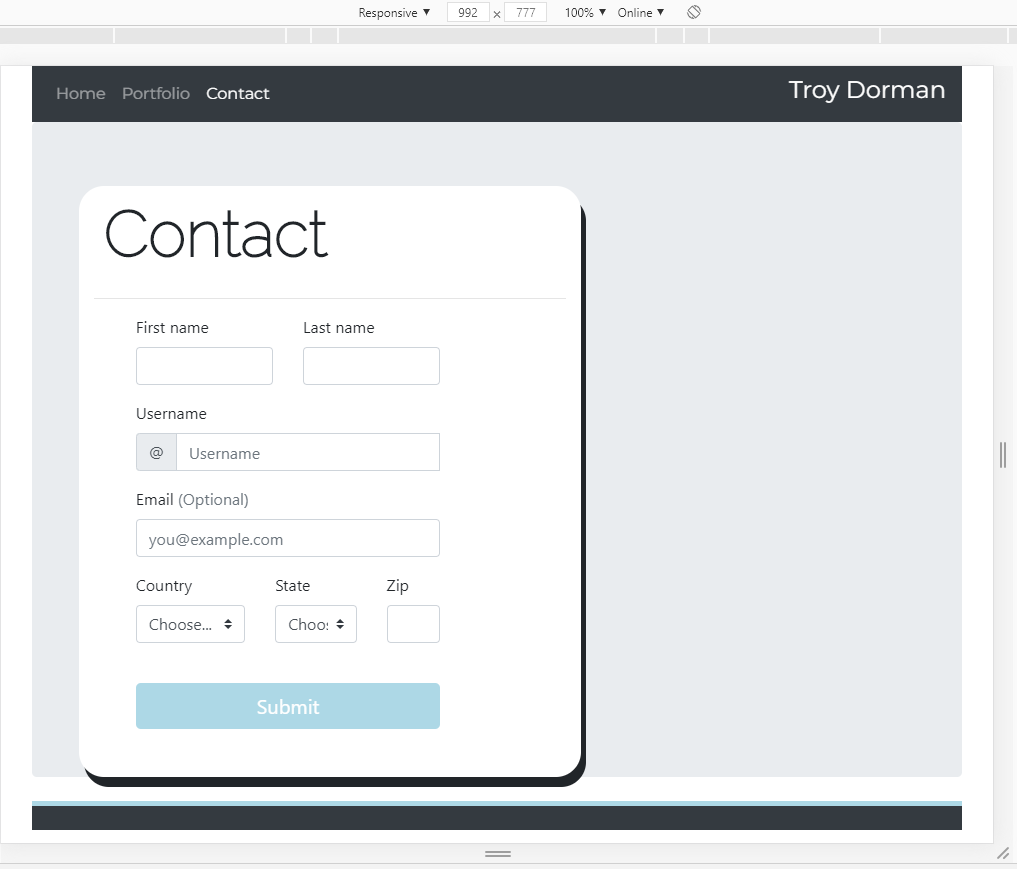 Responsive ▼ 992 x 777 100% ▼ Online ▼
Home Portfolio Contact Troy Dorman
Contact
First name Last name
Username
@ Username
Email (Optional)
you@example.com
Country State Zip
Choose... Choo
Submit